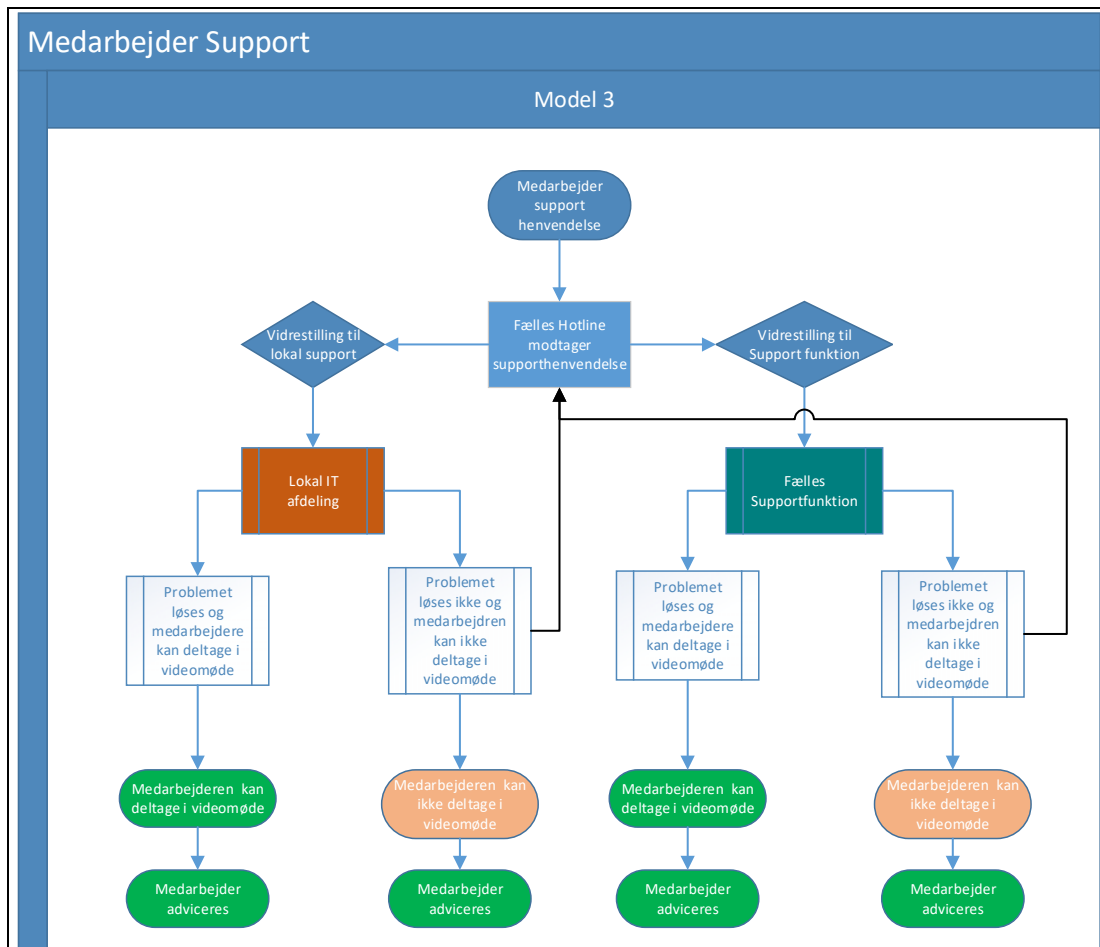 Medarbejder Support
Model 3
Medarbejder
support
henvendelse
Vidrestilling til
lokal support
Fælles Hotline
modtager
supporthenvendelse
Vidrestilling til
Support funktion
Lokal IT
afdeling
Fælles
Supportfunktion
Problemet
løses og
medarbejdere
kan deltage i
videomøde
Problemet
løses ikke og
medarbejdren
kan ikke
deltage i
videomøde
Problemet
løses og
medarbejdere
kan deltage i
videomøde
Problemet
løses ikke og
medarbejdren
kan ikke
deltage i
videomøde
Medarbejderen kan
deltage i videomøde
Medarbejderen kan
ikke deltage i
videomøde
Medarbejderen kan
deltage i videomøde
Medarbejderen kan
ikke deltage i
videomøde
Medarbejder
adviceres
Medarbejder
adviceres
Medarbejder
adviceres
Medarbejder
adviceres